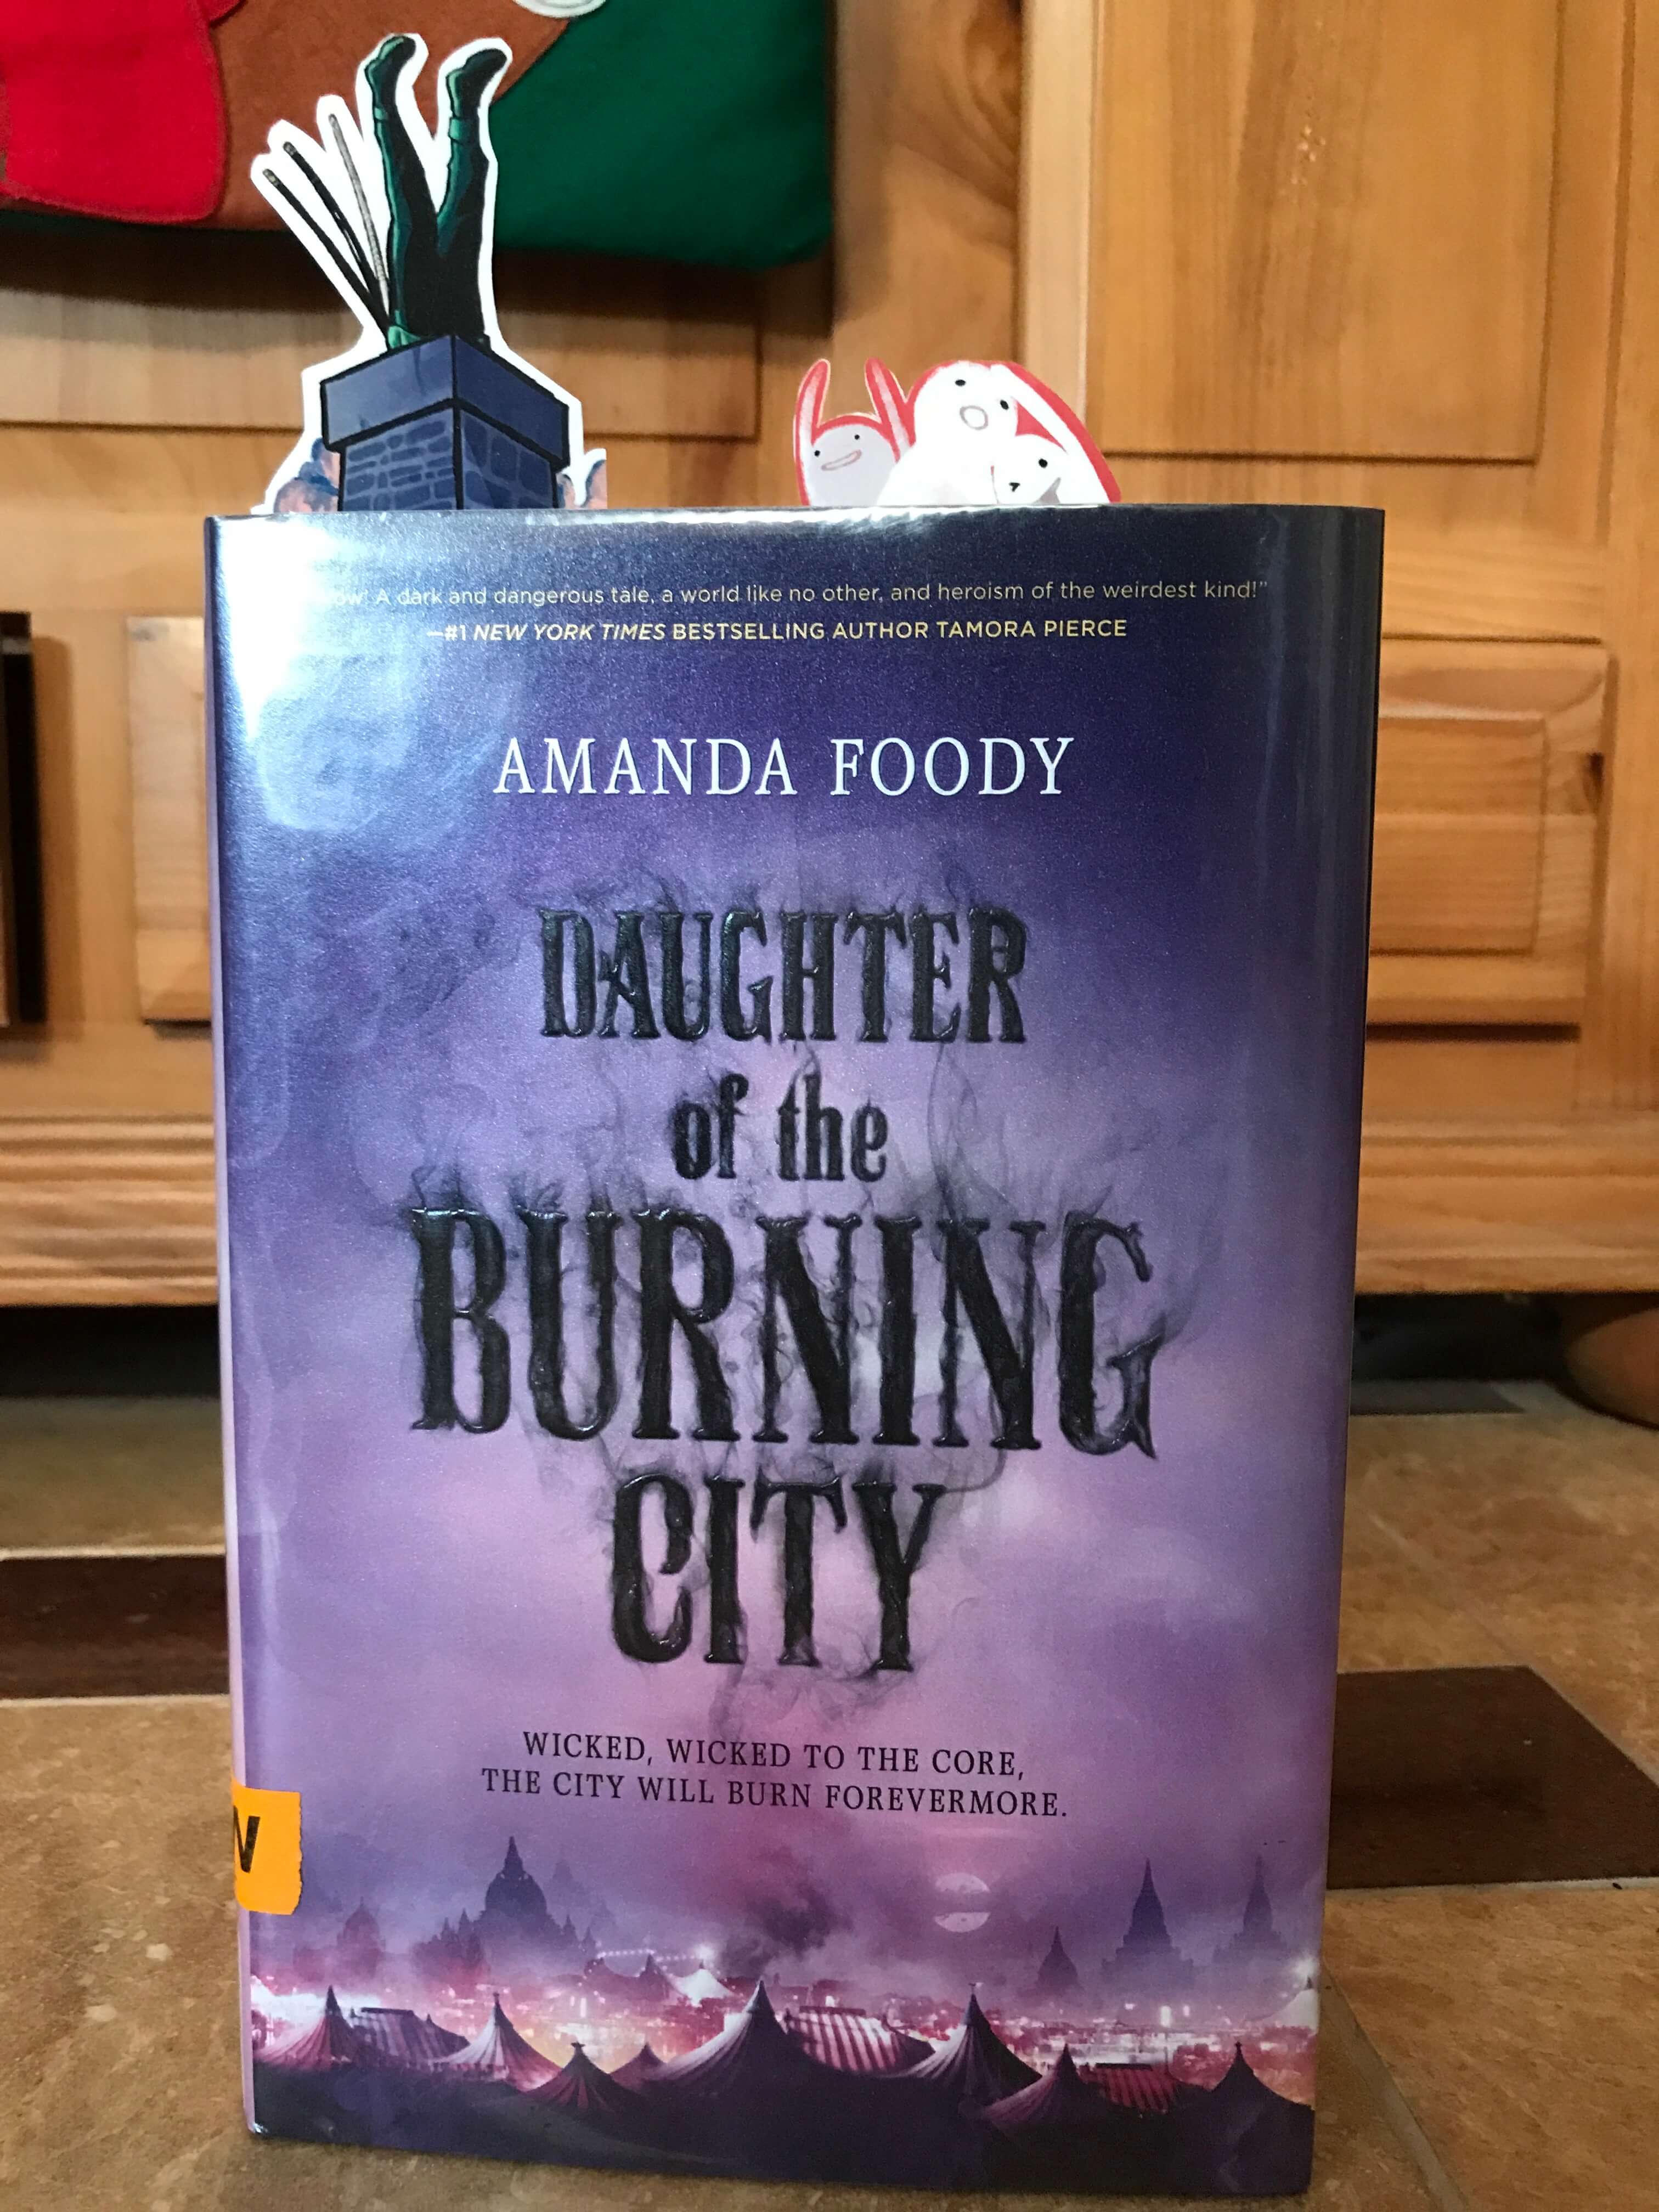 A dark and dangerous tale, a world like no other, and heroism of the weirdest kind!"
—#1 NEW YORK TIMES BESTSELLING AUTHOR TAMORA PIERCE
AMANDA FOODY
DAUGHTER
of the
BURNING
CITY
WICKED, WICKED TO THE CORE,
THE CITY WILL BURN FOREVERMORE.
N